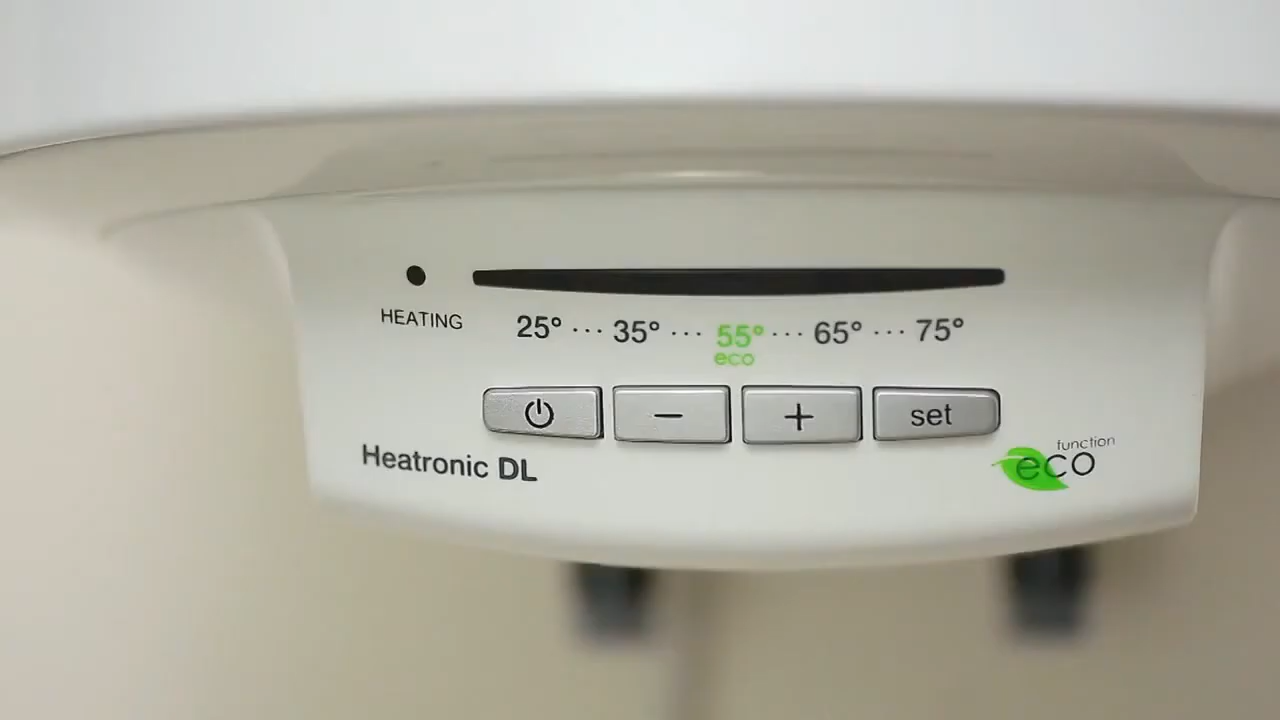 HEATING
25° ··· 35° ··· 55° ··· 65° ··· 75°
eco
set
Heatronic DL
function
eco